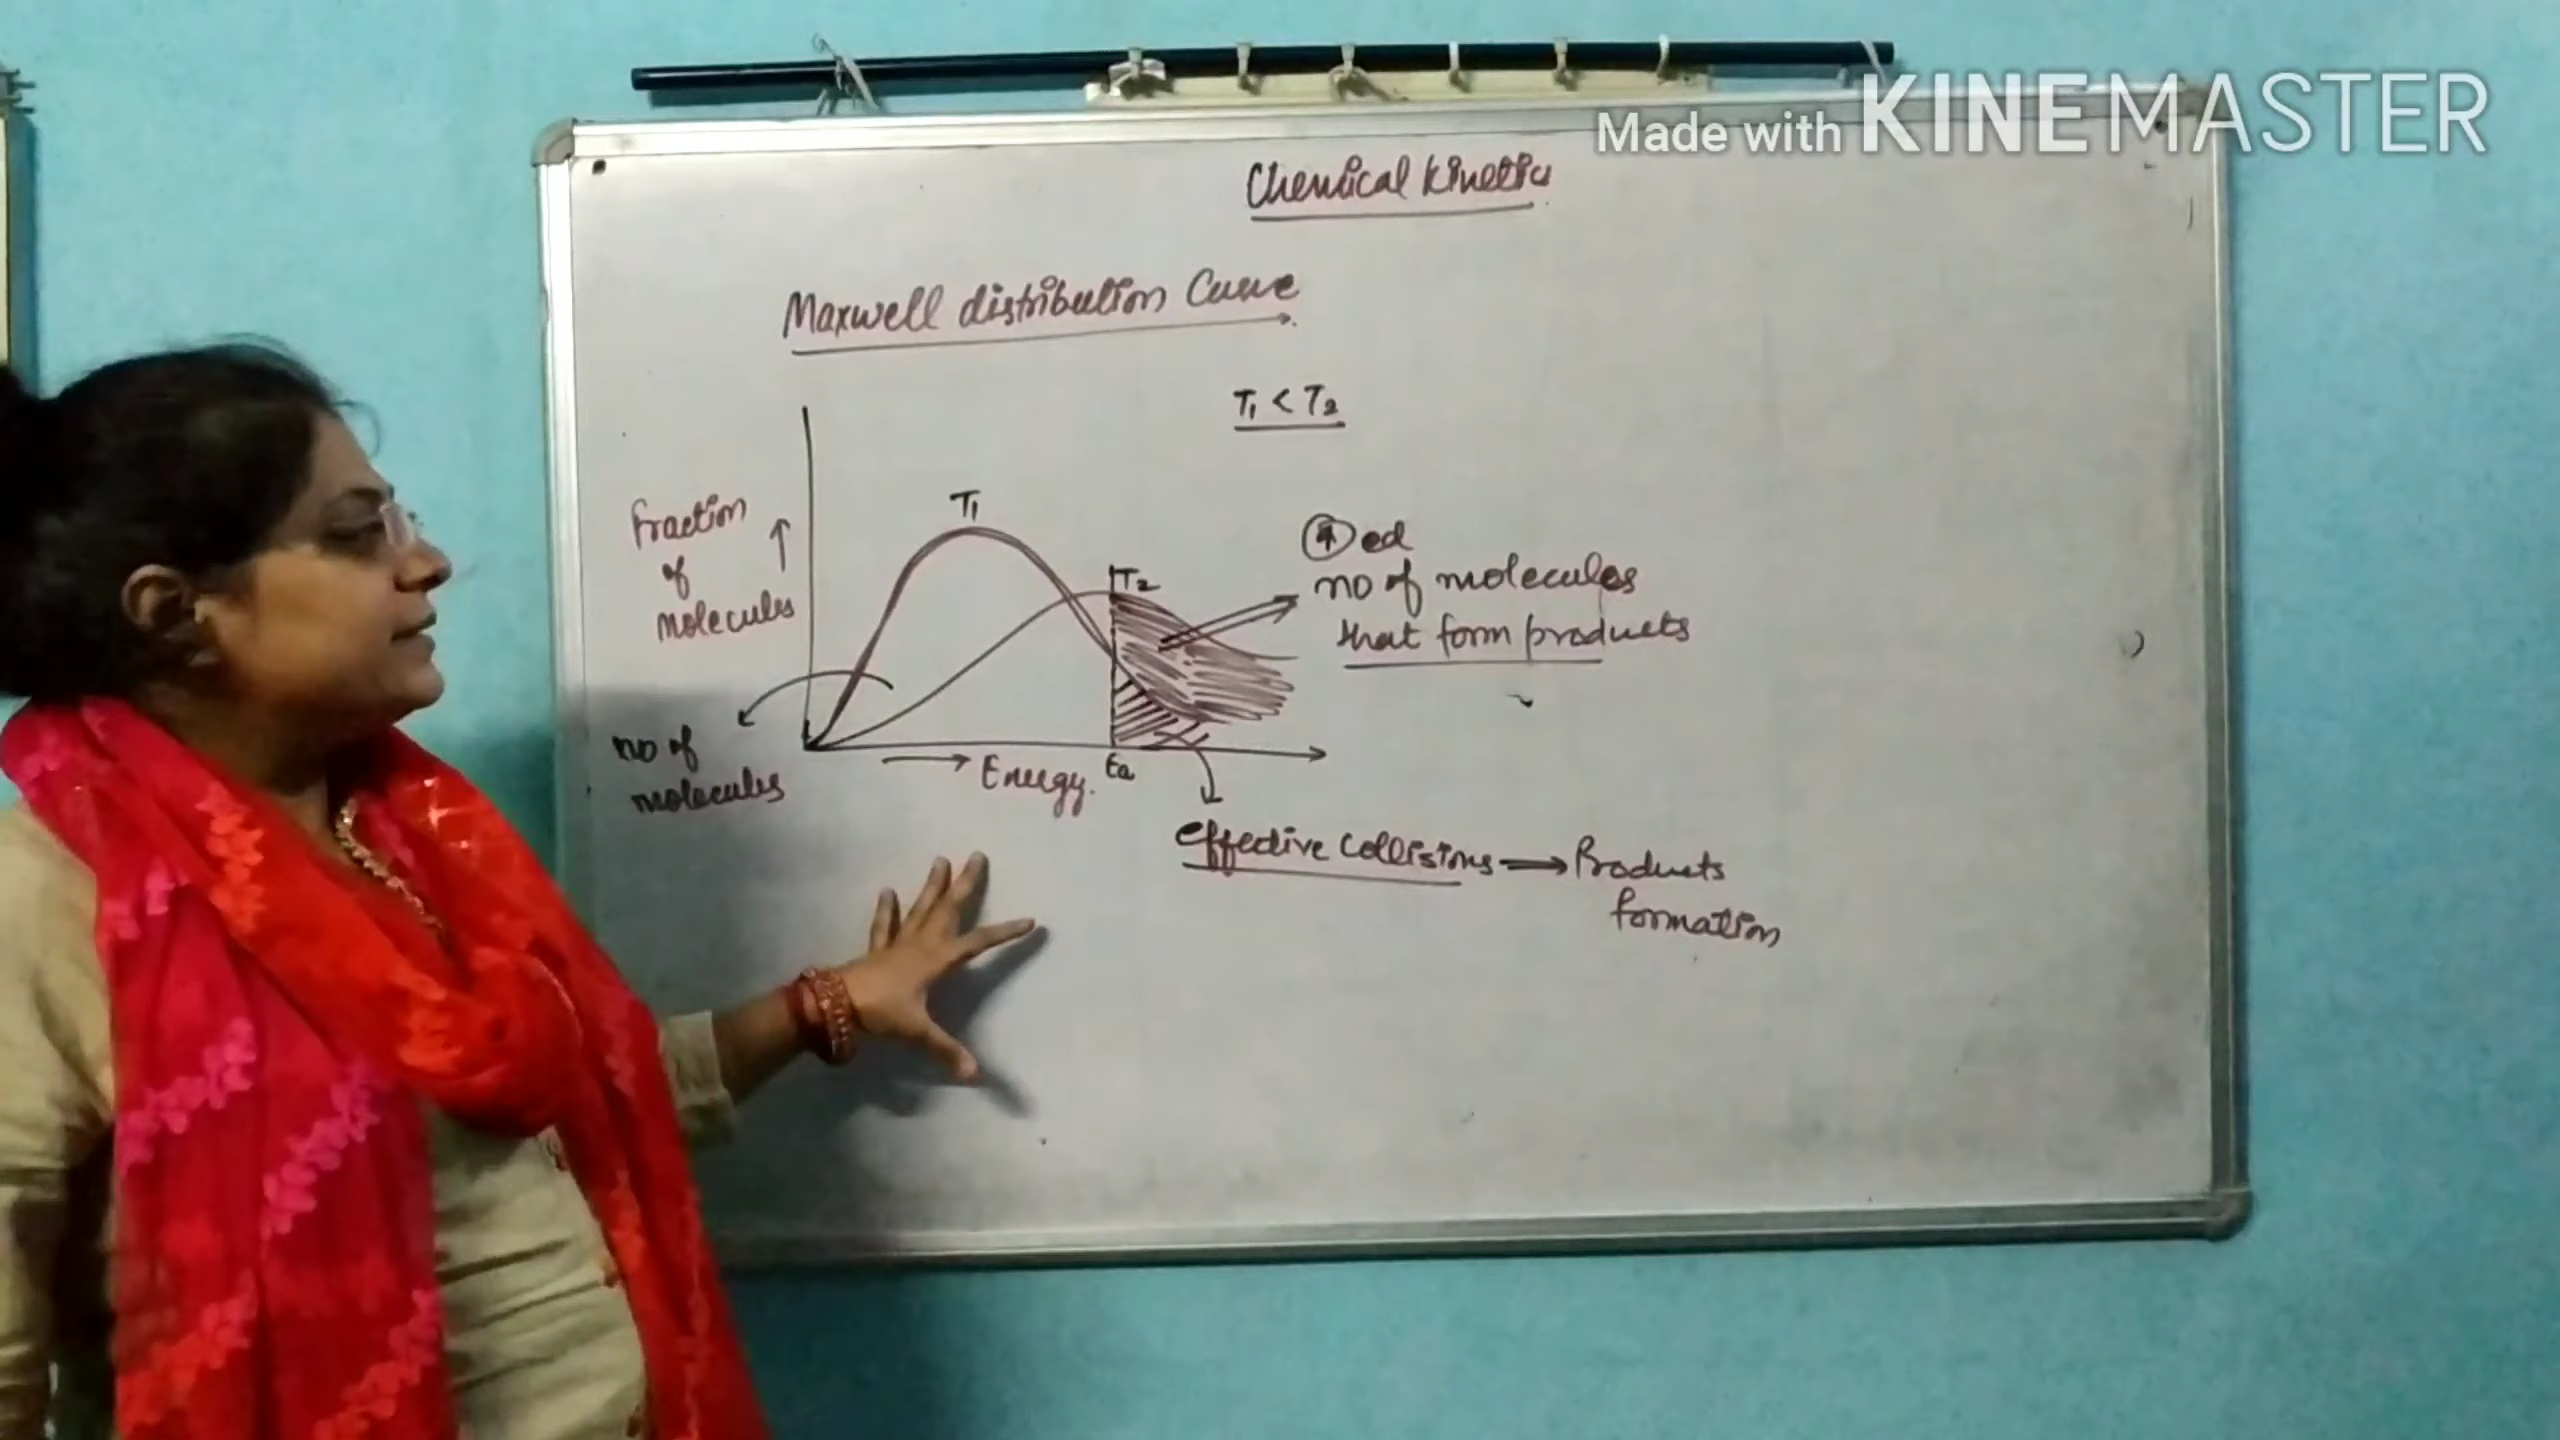 Made with KINEMASTER
Chemical kinetics
Maxwell distribution Curve
T₁ < T₂
T₁
fraction
of
molecules
↑
T₂
↑ ed
no of molecules
that form products
no of
molecules
Energy.
Ea
effective collisions → Products
formation